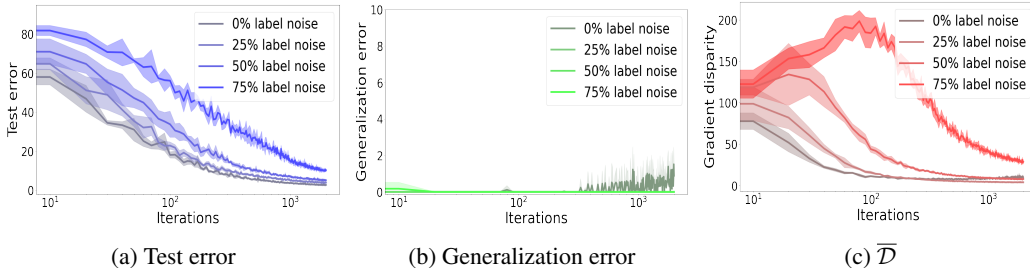 Test error
80
60
40
20
0
0% label noise
25% label noise
50% label noise
75% label noise
10¹
10²
10³
Iterations
(a) Test error
Generalization error
10
8
6
4
2
0
0% label noise
25% label noise
50% label noise
75% label noise
10¹
10²
10³
Iterations
(b) Generalization error
Gradient disparity
200
150
100
50
0
0% label noise
25% label noise
50% label noise
75% label noise
10¹
10²
10³
Iterations
(c) D̅